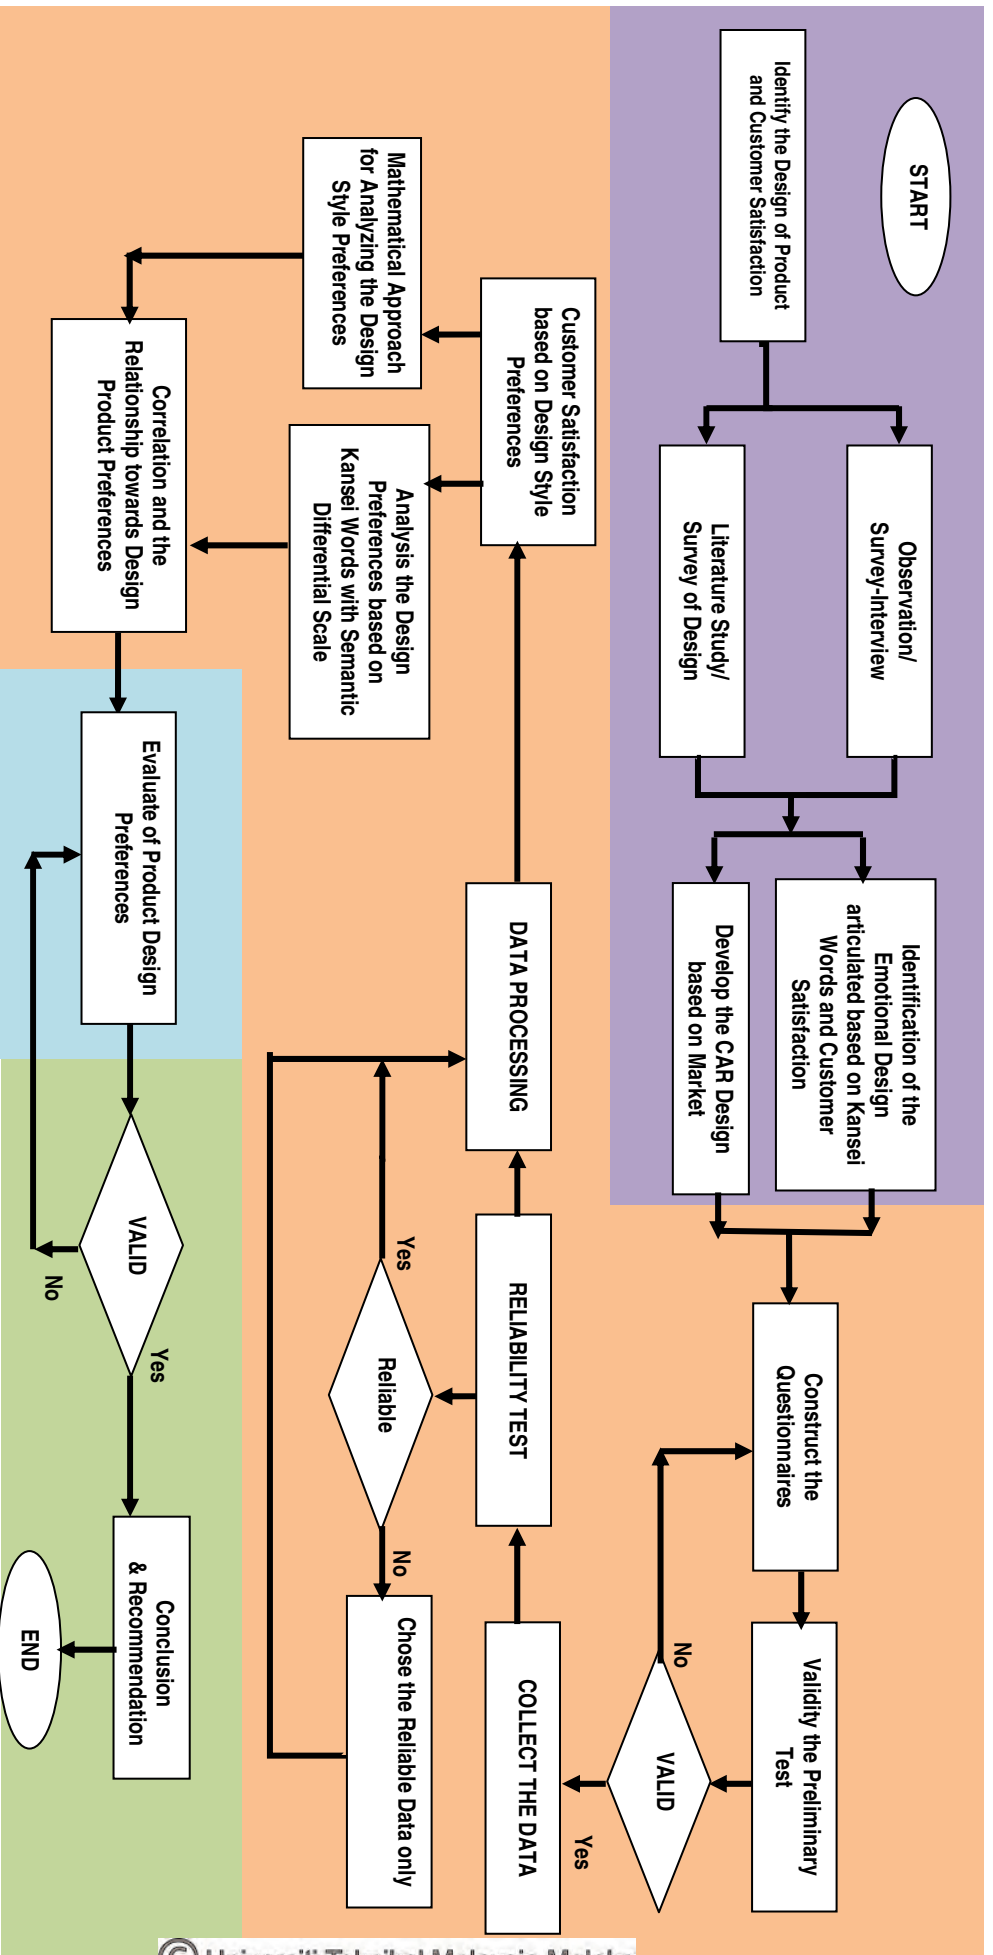 START
Identify the Design of Product
and Customer Satisfaction
Observation/
Survey-Interview
Literature Study/
Survey of Design
Identification of the
Emotional Design
articulated based on Kansei
Words and Customer
Satisfaction
Develop the CAR Design
based on Market
Construct the
Questionnaires
Validity the Preliminary
Test
VALID
No
Yes
COLLECT THE DATA
RELIABILITY TEST
Reliable
Yes
No
Chose the Reliable Data only
DATA PROCESSING
Customer Satisfaction
based on Design Style
Preferences
Mathematical Approach
for Analyzing the Design
Style Preferences
Analysis the Design
Preferences based on
Kansei Words with Semantic
Differential Scale
Correlation and the
Relationship towards Design
Product Preferences
Evaluate of Product Design
Preferences
VALID
No
Yes
Conclusion
& Recommendation
END